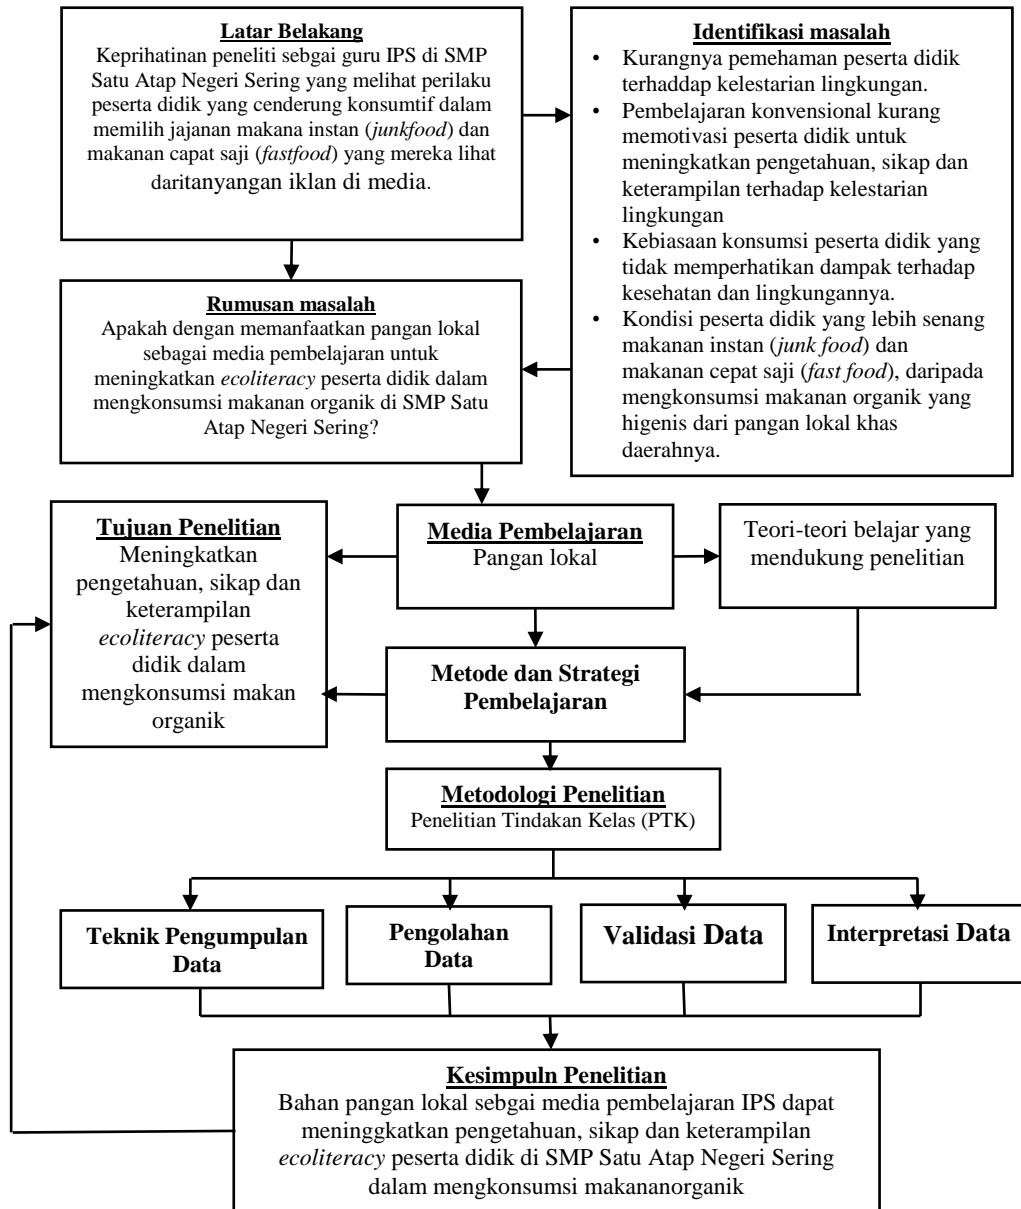 Latar Belakang
Keprihatinan peneliti sebgai guru IPS di SMP
Satu Atap Negeri Sering yang melihat perilaku
peserta didik yang cenderung konsumtif dalam
memilih jajanan makana instan (junkfood) dan
makanan capat saji (fastfood) yang mereka lihat
daritanyangan iklan di media.
Identifikasi masalah
• Kurangnya pemehaman peserta didik
terhaddap kelestarian lingkungan.
• Pembelajaran konvensional kurang
memotivasi peserta didik untuk
meningkatkan pengetahuan, sikap dan
keterampilan terhadap kelestarian
lingkungan
• Kebiasaan konsumsi peserta didik yang
tidak memperhatikan dampak terhadap
kesehatan dan lingkungannya.
• Kondisi peserta didik yang lebih senang
makanan instan (junk food) dan
makanan cepat saji (fast food), daripada
mengkonsumsi makanan organik yang
higenis dari pangan lokal khas
daerahnya.
Rumusan masalah
Apakah dengan memanfaatkan pangan lokal
sebagai media pembelajaran untuk
meningkatkan ecoliteracy peserta didik dalam
mengkonsumsi makanan organik di SMP Satu
Atap Negeri Sering?
Tujuan Penelitian
Meningkatkan
pengetahuan, sikap dan
keterampilan
ecoliteracy peserta
didik dalam
mengkonsumsi makan
organik
Media Pembelajaran
Pangan lokal
Teori-teori belajar yang
mendukung penelitian
Metode dan Strategi
Pembelajaran
Metodologi Penelitian
Penelitian Tindakan Kelas (PTK)
Teknik Pengumpulan
Data
Pengolahan
Data
Validasi Data
Interpretasi Data
Kesimpuln Penelitian
Bahan pangan lokal sebgai media pembelajaran IPS dapat
meninggkatkan pengetahuan, sikap dan keterampilan
ecoliteracy peserta didik di SMP Satu Atap Negeri Sering
dalam mengkonsumsi makananorganik